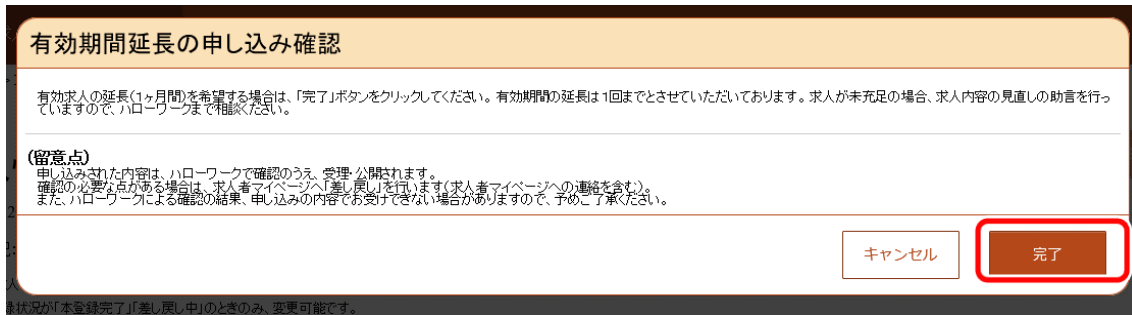 有効期間延長の申し込み確認
有効求人の延長(1ヶ月間)を希望する場合は、「完了」ボタンをクリックしてください。有効期間の延長は1回までとさせていただいております。求人が未充足の場合、求人内容の見直しの助言を行っ
ていますので、ハローワークまで相談ください。
(留意点)
申し込みされた内容は、ハローワークで確認のうえ、受理・公開されます。
確認の必要な点がある場合は、求人者マイページへ「差し戻し」を行います(求人者マイページへの連絡を含む)。
また、ハローワークによる確認の結果、申し込みの内容でお受けできない場合がありますので、予めご了承ください。
キャンセル
完了
録状況が「本登録完了」「差し戻し中」のときのみ、変更可能です。